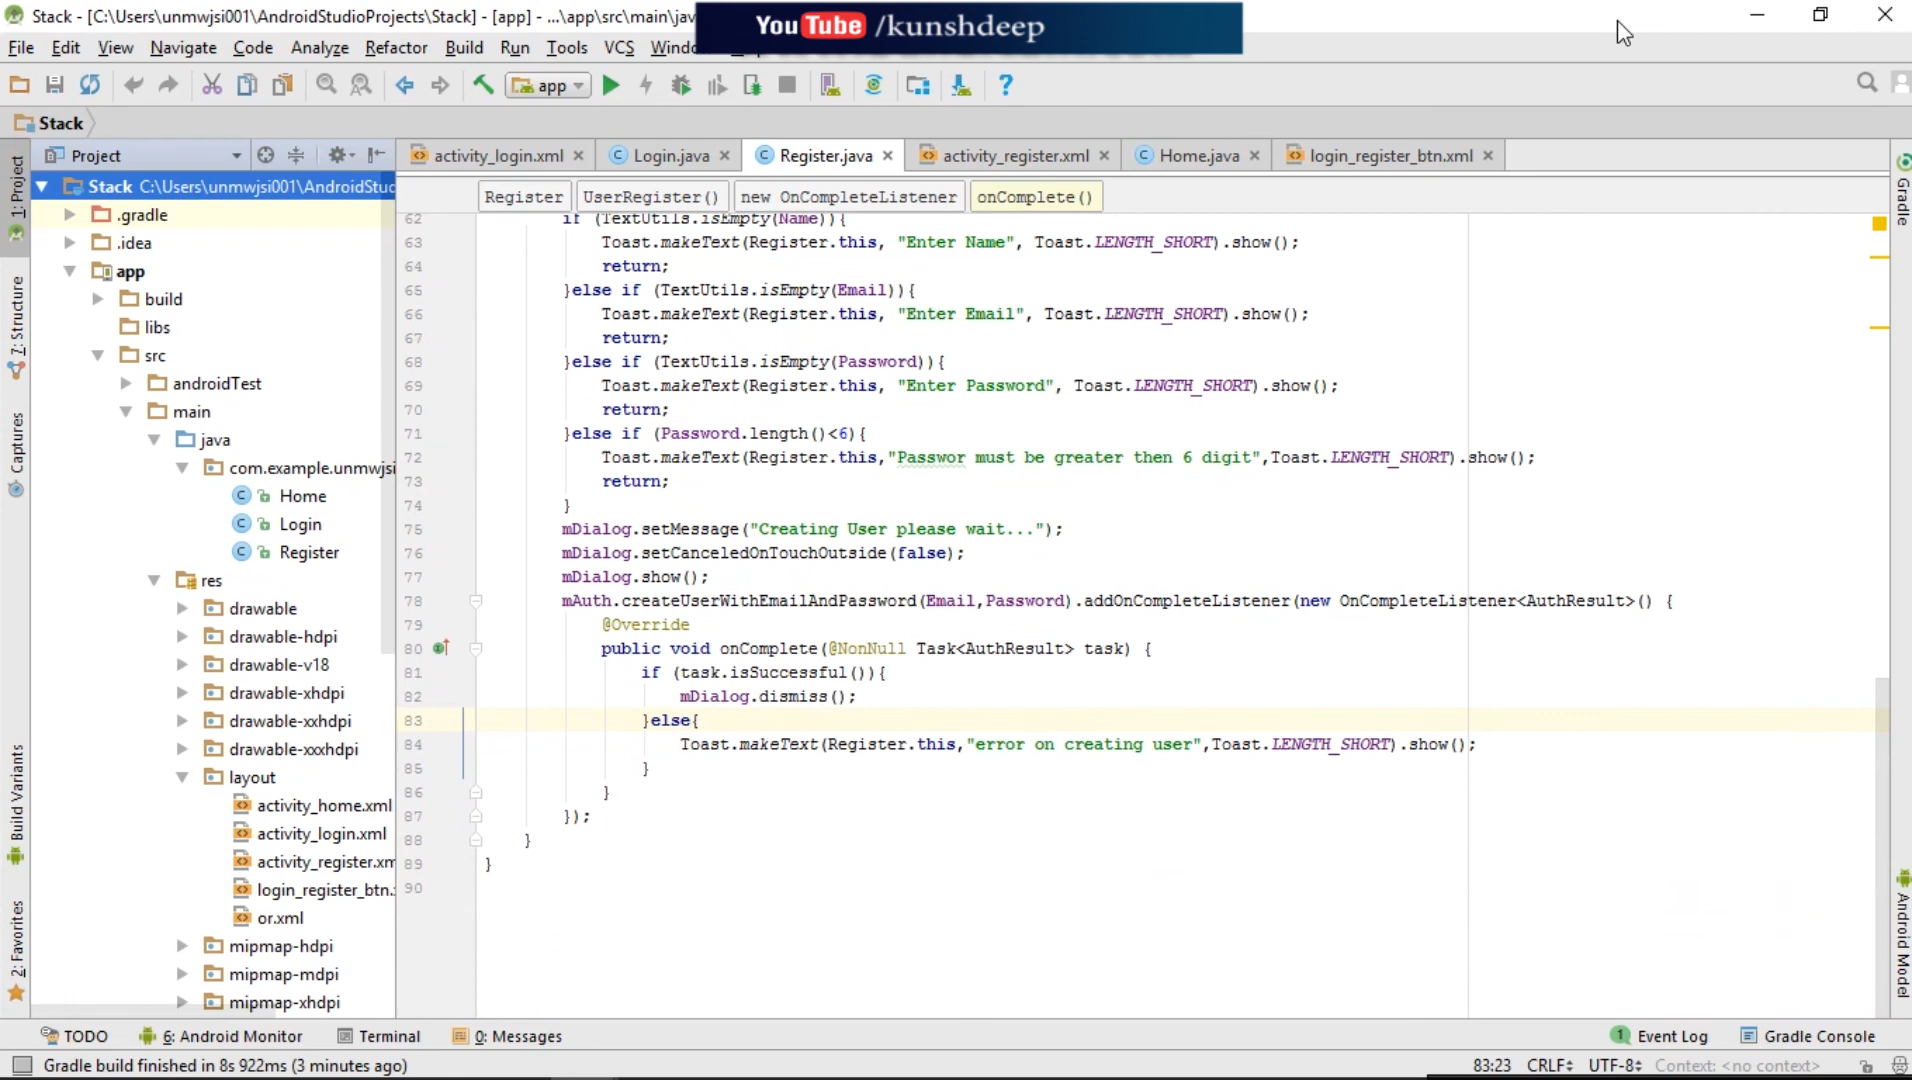 Stack - [C:\Users\unmwjsi001\AndroidStudioProjects\Stack] - [app] - ...\app\src\main\jav
YouTube /kunshdeep
File Edit View Navigate Code Analyze Refactor Build Run Tools VCS Windo
app
Stack
Project
activity_login.xml
Login.java
Register.java
activity_register.xml
Home.java
login_register_btn.xml
Register UserRegister() new OnCompleteListener onComplete()
1: Project
7: Structure
Captures
Build Variants
2: Favorites
Stack C:\Users\unmwjsi001\AndroidStuc
.gradle
.idea
app
build
libs
src
androidTest
main
java
com.example.unmwjsi
Home
Login
Register
res
drawable
drawable-hdpi
drawable-v18
drawable-xhdpi
drawable-xxhdpi
drawable-xxxhdpi
layout
activity_home.xml
activity_login.xml
activity_register.xm
login_register_btn.
or.xml
mipmap-hdpi
mipmap-mdpi
mipmap-xhdpi
62 if (TextUtils.isEmpty(Name)){
63 Toast.makeText(Register.this, "Enter Name", Toast.LENGTH_SHORT).show();
64 return;
65 }else if (TextUtils.isEmpty(Email)){
66 Toast.makeText(Register.this, "Enter Email", Toast.LENGTH_SHORT).show();
67 return;
68 }else if (TextUtils.isEmpty(Password)){
69 Toast.makeText(Register.this, "Enter Password", Toast.LENGTH_SHORT).show();
70 return;
71 }else if (Password.length()<6){
72 Toast.makeText(Register.this,"Passwor must be greater then 6 digit",Toast.LENGTH_SHORT).show();
73 return;
74 }
75 mDialog.setMessage("Creating User please wait...");
76 mDialog.setCanceledOnTouchOutside(false);
77 mDialog.show();
78 mAuth.createUserWithEmailAndPassword(Email,Password).addOnCompleteListener(new OnCompleteListener<AuthResult>() {
79 @Override
80 public void onComplete(@NonNull Task<AuthResult> task) {
81 if (task.isSuccessful()){
82 mDialog.dismiss();
83 }else{
84 Toast.makeText(Register.this,"error on creating user",Toast.LENGTH_SHORT).show();
85 }
86 }
87 });
88 }
89 }
90
Gradle
Android Model
TODO 6: Android Monitor Terminal 0: Messages 1 Event Log Gradle Console
Gradle build finished in 8s 922ms (3 minutes ago) 83:23 CRLF UTF-8 Context: <no context>